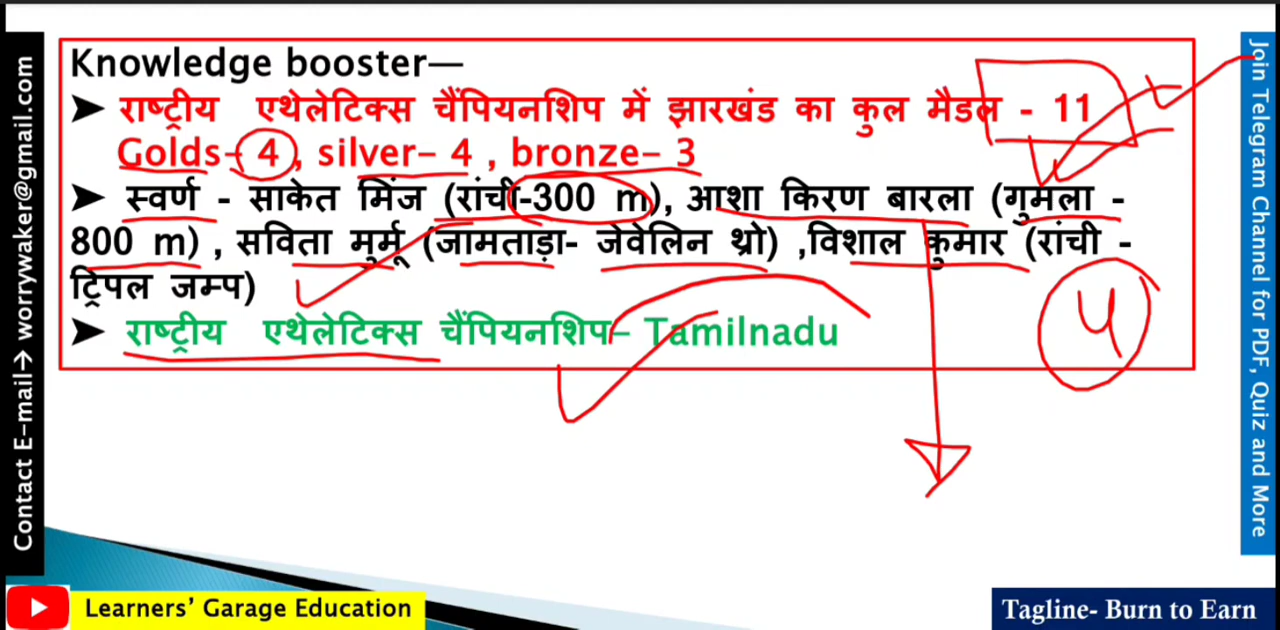 Knowledge booster—
➤ राष्ट्रीय एथेलेटिक्स चैंपियनशिप में झारखंड का कुल मैडल - 11
Golds- 4 , silver– 4 , bronze– 3
➤ स्वर्ण - साकेत मिंज (रांची-300 m), आशा किरण बारला (गुमला -
800 m) , सविता मुर्मू (जामताड़ा- जेवेलिन थ्रो) ,विशाल कुमार (रांची -
ट्रिपल जम्प)
➤ राष्ट्रीय एथेलेटिक्स चैंपियनशिप– Tamilnadu
4
Contact E-mail→ worrywaker@gmail.com
Join Telegram Channel for PDF, Quiz and More
Learners’ Garage Education
Tagline- Burn to Earn